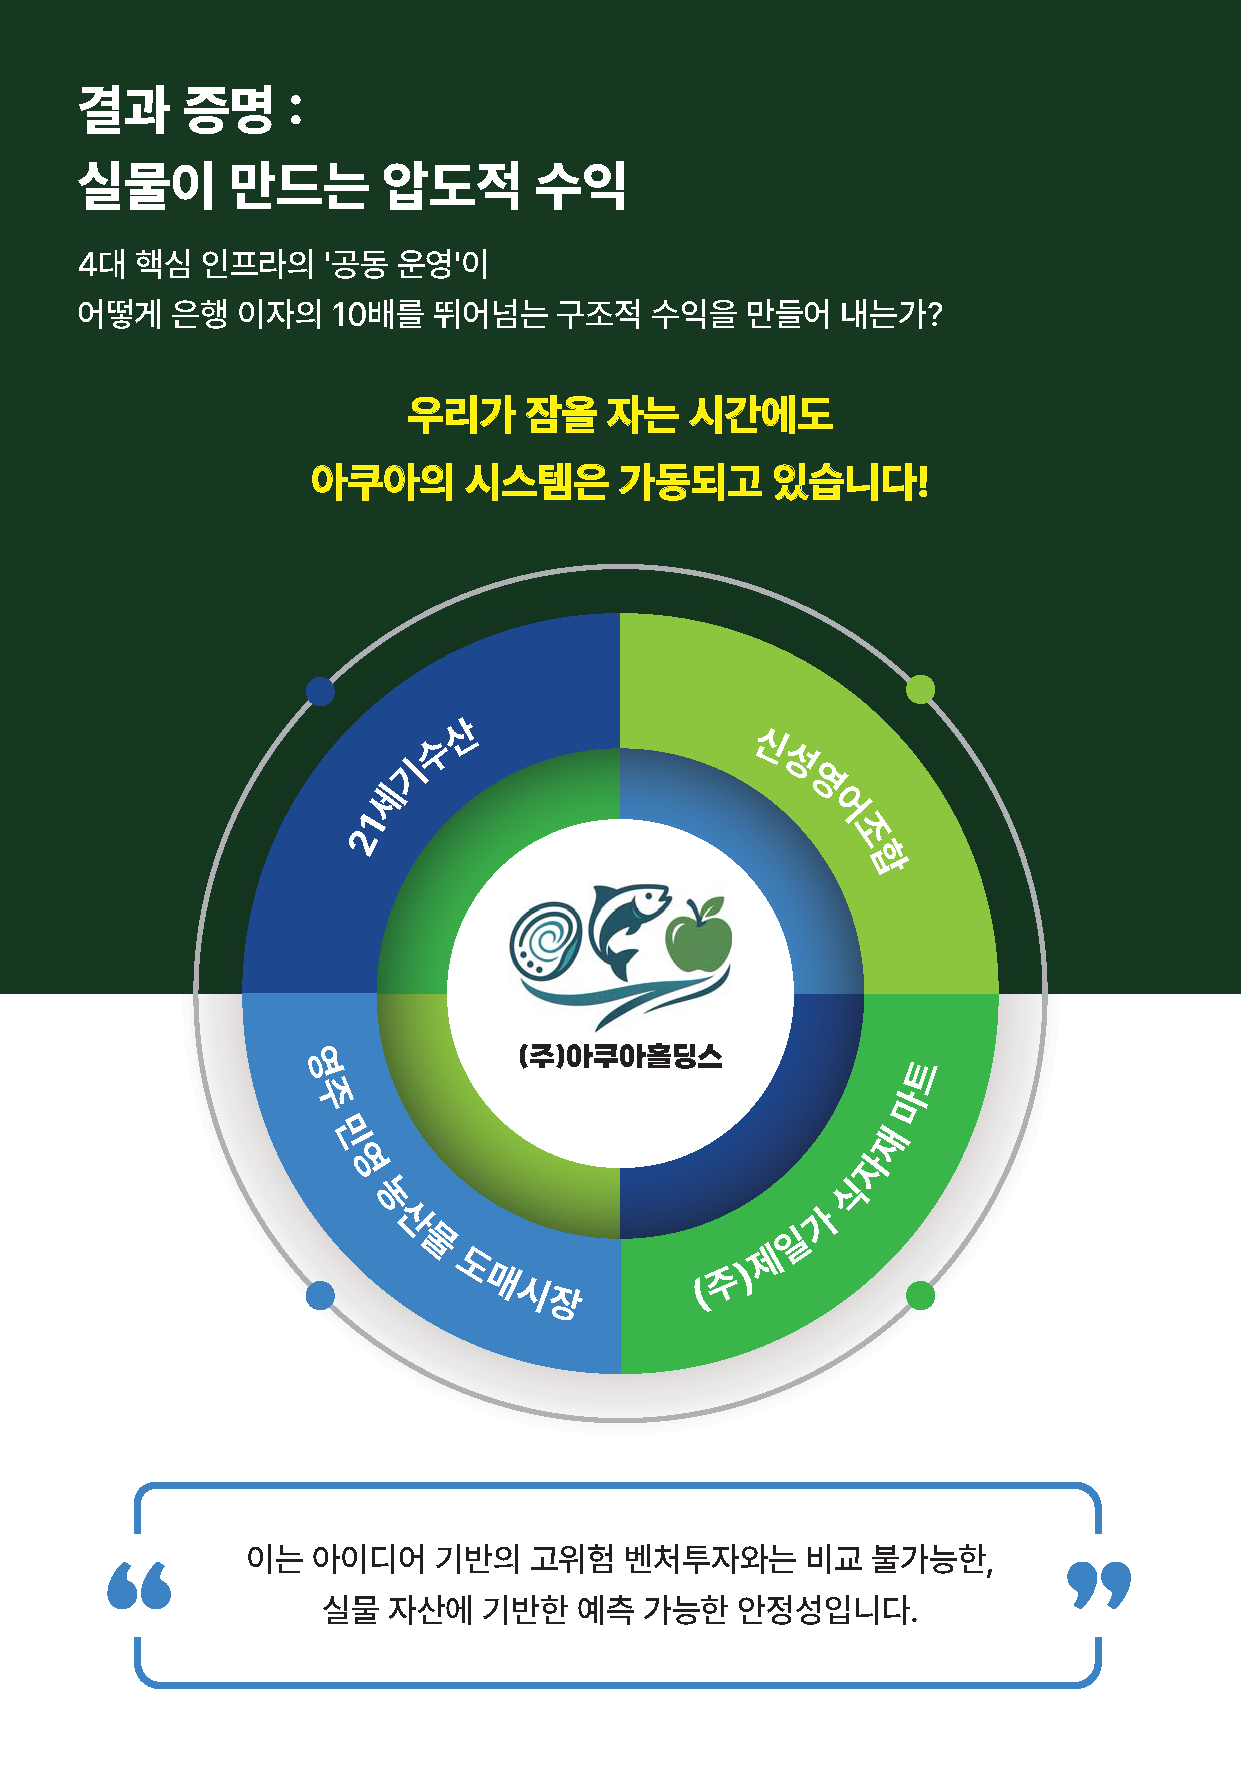 결과 증명 :
실물이 만드는 압도적 수익
4대 핵심 인프라의 '공동 운영'이
어떻게 은행 이자의 10배를 뛰어넘는 구조적 수익을 만들어 내는가?
우리가 잠을 자는 시간에도
아쿠아의 시스템은 가동되고 있습니다!
21세기수산
신성영어조합
(주)아쿠아홀딩스
영주 민영 농산물 도매시장
(주)제일가 식자재 마트
“이는 아이디어 기반의 고위험 벤처투자와는 비교 불가능한,
실물 자산에 기반한 예측 가능한 안정성입니다.”